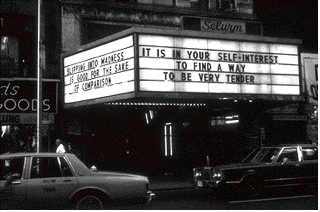 Selwyn
SLIPPING INTO MADNESS
IS GOOD FOR THE SAKE
OF COMPARISON
IT IS IN YOUR SELF-INTEREST
TO FIND A WAY
TO BE VERY TENDER
GOODS